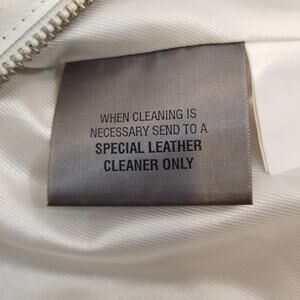 WHEN CLEANING IS
NECESSARY SEND TO A
SPECIAL LEATHER
CLEANER ONLY